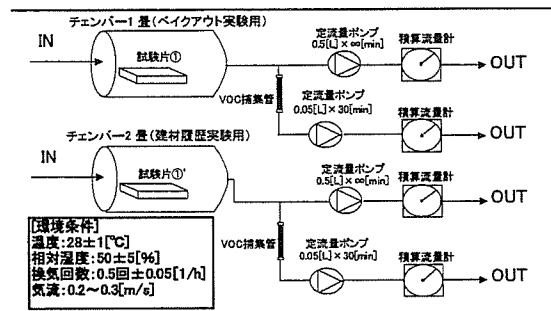 チェンバー1 畳(ベイクアウト実験用)
IN
試験片①
定流量ポンプ
0.5[L]×∞[min]
積算流量計
OUT
VOC捕集管
定流量ポンプ
0.05[L]×30[min]
積算流量計
OUT
チェンバー2 畳(建材履歴実験用)
IN
試験片①'
定流量ポンプ
0.5[L]×∞[min]
積算流量計
OUT
VOC捕集管
定流量ポンプ
0.05[L]×30[min]
積算流量計
OUT
[環境条件]
温度:28±1[℃]
相対湿度:50±5[%]
換気回数:0.5回±0.05[1/h]
気流:0.2～0.3[m/s]